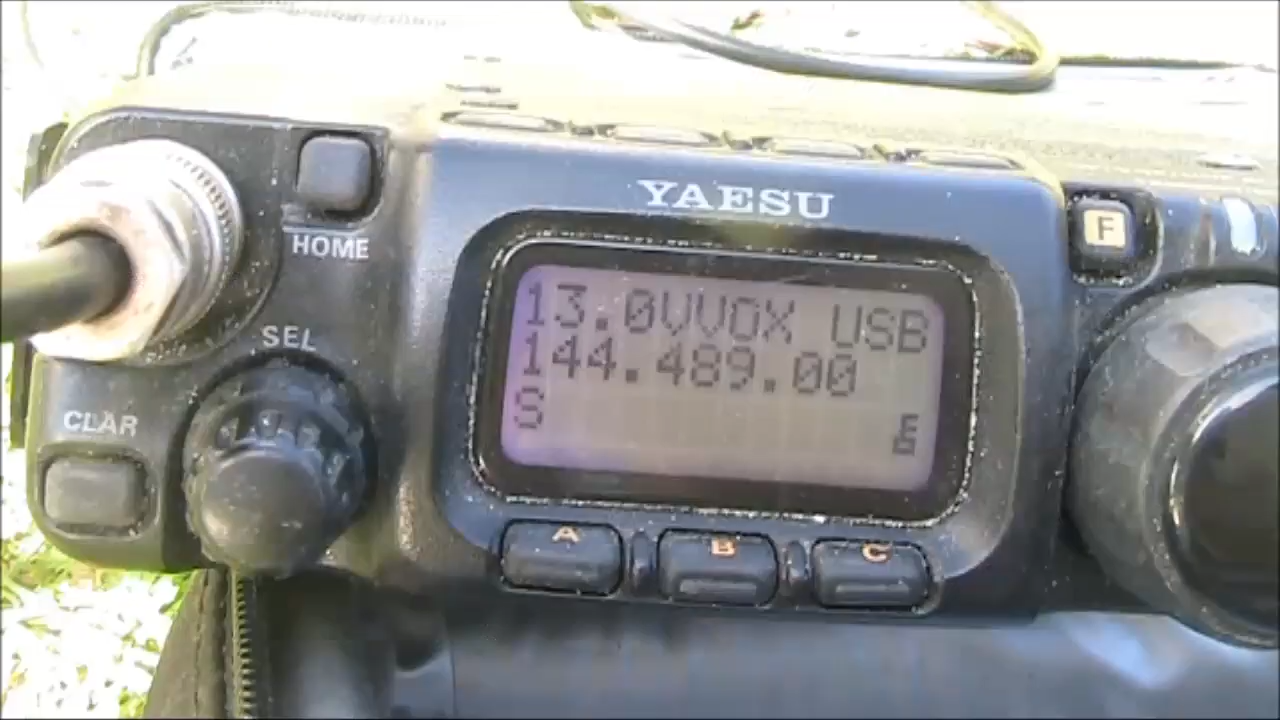 YAESU
F
HOME
13.0VVOX USB
144.489.00
S
SEL
CLAR
A B C